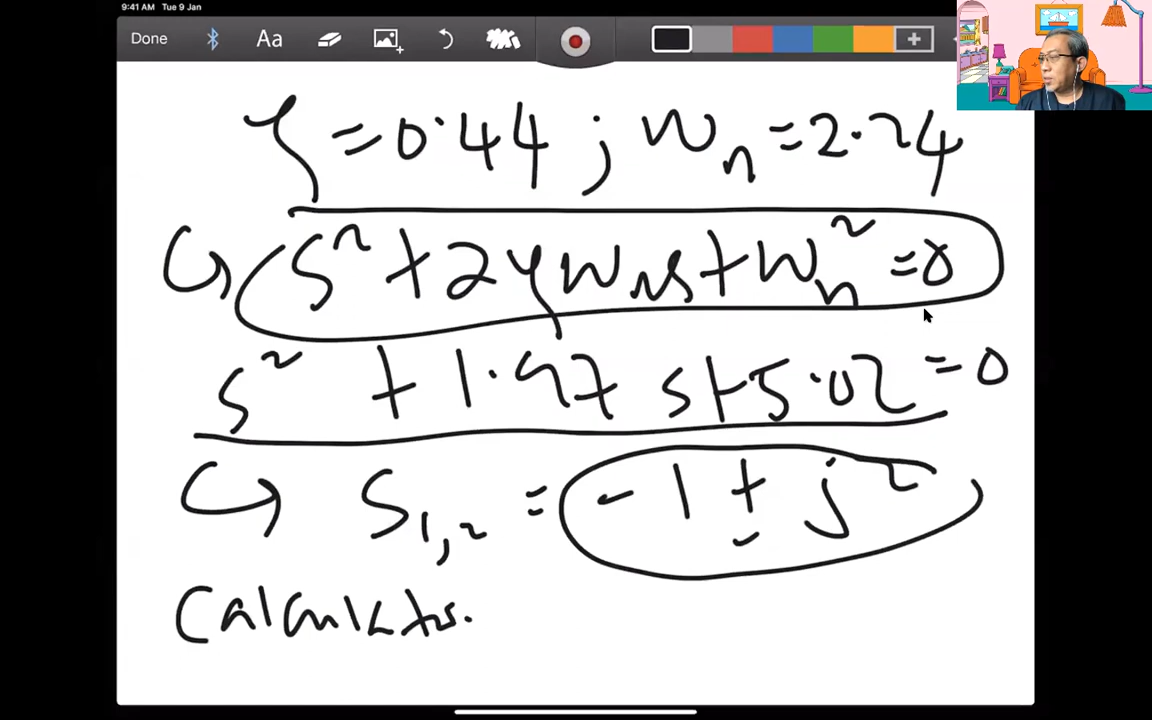 9:41 AM Tue 9 Jan
Done Aa
ζ = 0.44 ; ωn = 2.24
↪ s² + 2ζωns + ωn² = 0
s² + 1.97 s + 5.02 = 0
↪ S1,2 = -1 ± j2
Calculator.